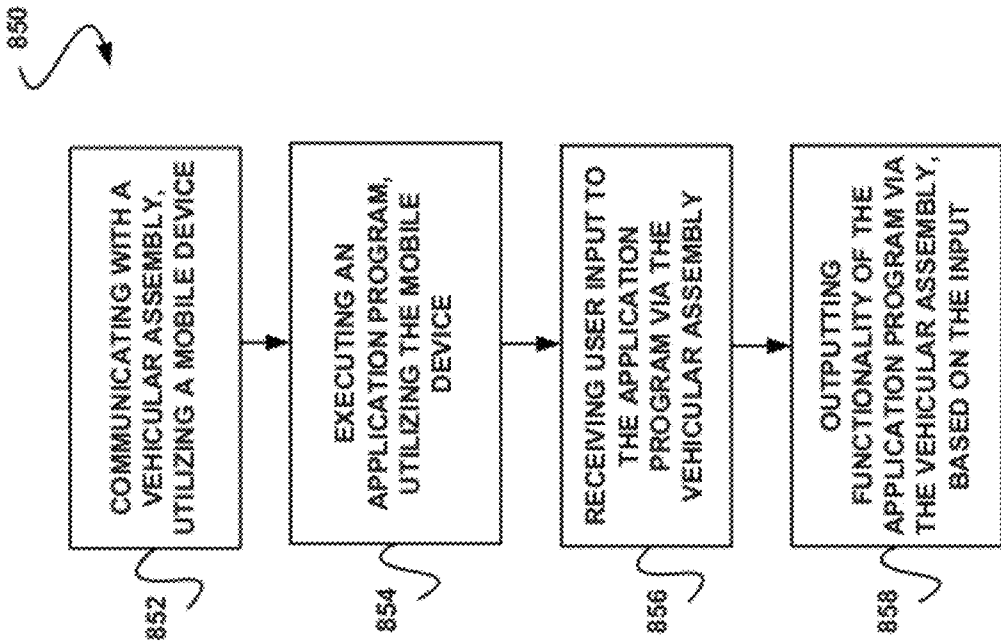 850
852
COMMUNICATING WITH A
VEHICULAR ASSEMBLY,
UTILIZING A MOBILE DEVICE
854
EXECUTING AN
APPLICATION PROGRAM,
UTILIZING THE MOBILE
DEVICE
856
RECEIVING USER INPUT TO
THE APPLICATION
PROGRAM VIA THE
VEHICULAR ASSEMBLY
858
OUTPUTTING
FUNCTIONALITY OF THE
APPLICATION PROGRAM VIA
THE VEHICULAR ASSEMBLY,
BASED ON THE INPUT